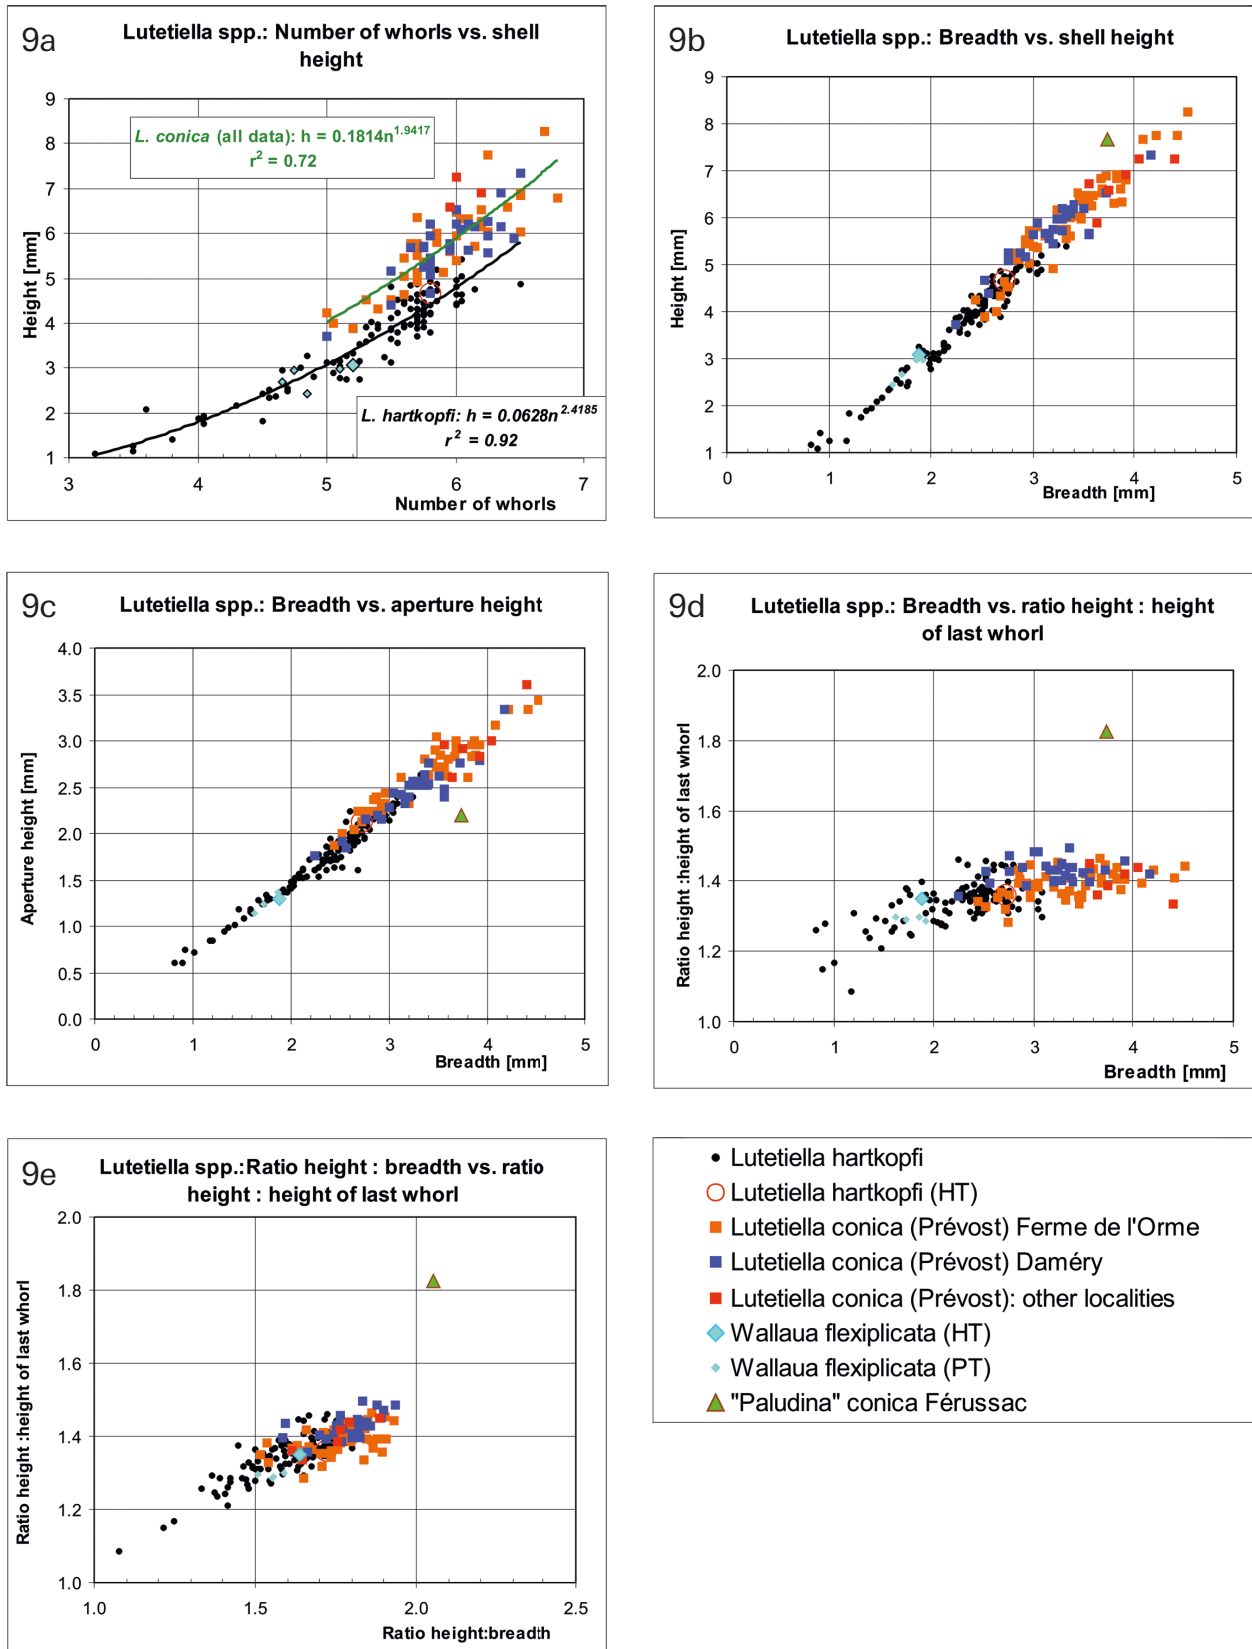 9a
Lutetiella spp.: Number of whorls vs. shell
height
9
8
7
6
5
4
3
2
1
Height [mm]
L. conica (all data): h = 0.1814n^1.9417
r² = 0.72
L. hartkopfi: h = 0.0628n^2.4185
r² = 0.92
3 4 5 6 7
Number of whorls
9b
Lutetiella spp.: Breadth vs. shell height
9
8
7
6
5
4
3
2
1
Height [mm]
0 1 2 3 4 5
Breadth [mm]
9c
Lutetiella spp.: Breadth vs. aperture height
4.0
3.5
3.0
2.5
2.0
1.5
1.0
0.5
0.0
Aperture height [mm]
0 1 2 3 4 5
Breadth [mm]
9d
Lutetiella spp.: Breadth vs. ratio height : height
of last whorl
2.0
1.8
1.6
1.4
1.2
1.0
Ratio height :height of last whorl
0 1 2 3 4 5
Breadth [mm]
9e
Lutetiella spp.:Ratio height : breadth vs. ratio
height : height of last whorl
2.0
1.8
1.6
1.4
1.2
1.0
Ratio height :height of last whorl
1.0 1.5 2.0 2.5
Ratio height:breadth
Lutetiella hartkopfi
Lutetiella hartkopfi (HT)
Lutetiella conica (Prévost) Ferme de l'Orme
Lutetiella conica (Prévost) Daméry
Lutetiella conica (Prévost): other localities
Wallaua flexiplicata (HT)
Wallaua flexiplicata (PT)
"Paludina" conica Férussac